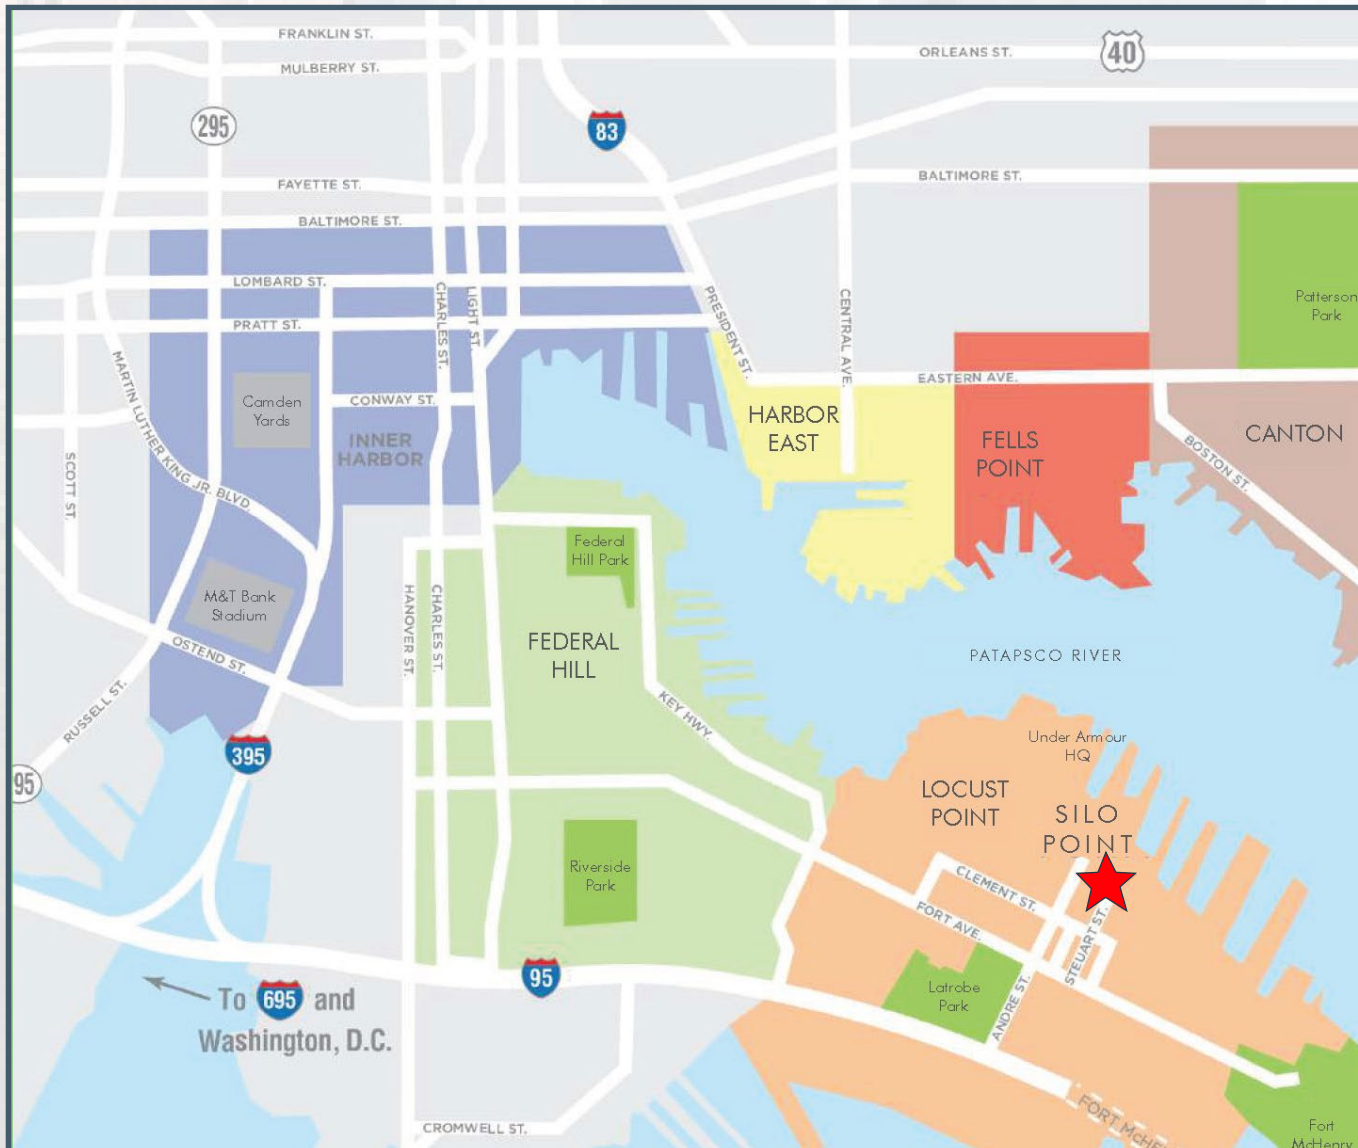 FRANKLIN ST.
MULBERRY ST.
ORLEANS ST.
40
295
83
FAYETTE ST.
BALTIMORE ST.
BALTIMORE ST.
LOMBARD ST.
PRATT ST.
CHARLES ST.
LIGHT ST.
PRESIDENT ST.
CENTRAL AVE.
Patterson
Park
EASTERN AVE.
MARTIN LUTHER KING JR. BLVD.
Camden
Yards
CONWAY ST.
INNER
HARBOR
HARBOR
EAST
FELLS
POINT
CANTON
BOSTON ST.
SCOTT ST.
Federal
Hill Park
M&T Bank
Stadium
HANOVER ST.
CHARLES ST.
FEDERAL
HILL
PATAPSCO RIVER
OSTEND ST.
RUSSELL ST.
KEY HWY.
395
95
Under Armour
HQ
LOCUST
POINT
SILO
POINT
Riverside
Park
CLEMENT ST.
FORT AVE.
STEUART ST.
ANDRE ST.
Latrobe
Park
95
To 695 and
Washington, D.C.
CROMWELL ST.
Fort
McHenry